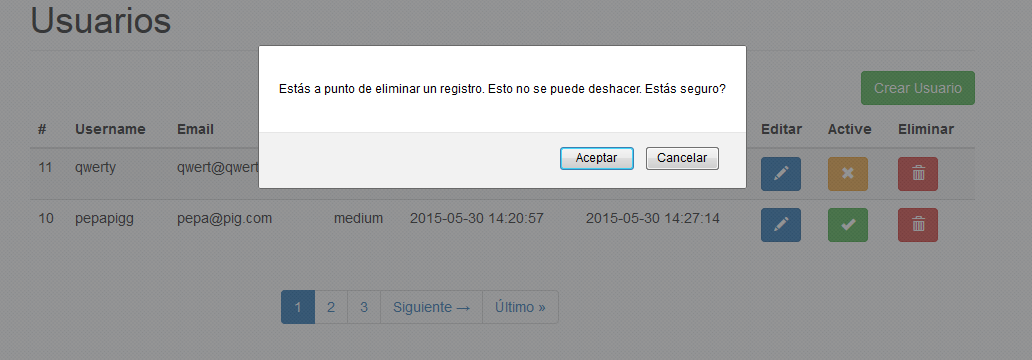 Usuarios
Estás a punto de eliminar un registro. Esto no se puede deshacer. Estás seguro?
Aceptar Cancelar
Crear Usuario
# Username Email Editar Active Eliminar
11 qwerty qwert@qwert
10 pepapigg pepa@pig.com medium 2015-05-30 14:20:57 2015-05-30 14:27:14
1 2 3 Siguiente → Último »